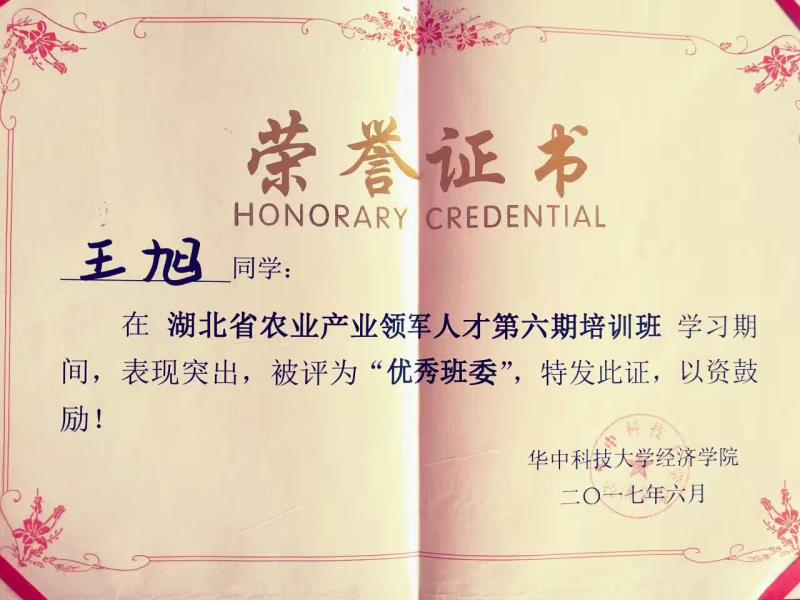 荣誉证书
HONORARY CREDENTIAL
王旭同学：
在 湖北省农业产业领军人才第六期培训班 学习期
间，表现突出，被评为“优秀班委”，特发此证，以资鼓
励！
华中科技大学经济学院
二〇一七年六月